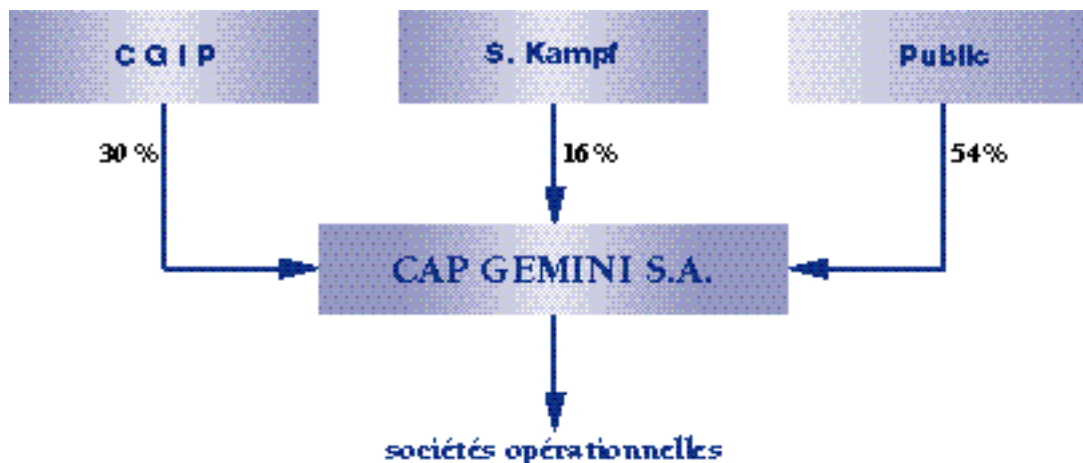 CGIP
S. Kampf
Public
30 %
16 %
54%
CAP GEMINI S.A.
sociétés opérationnelles